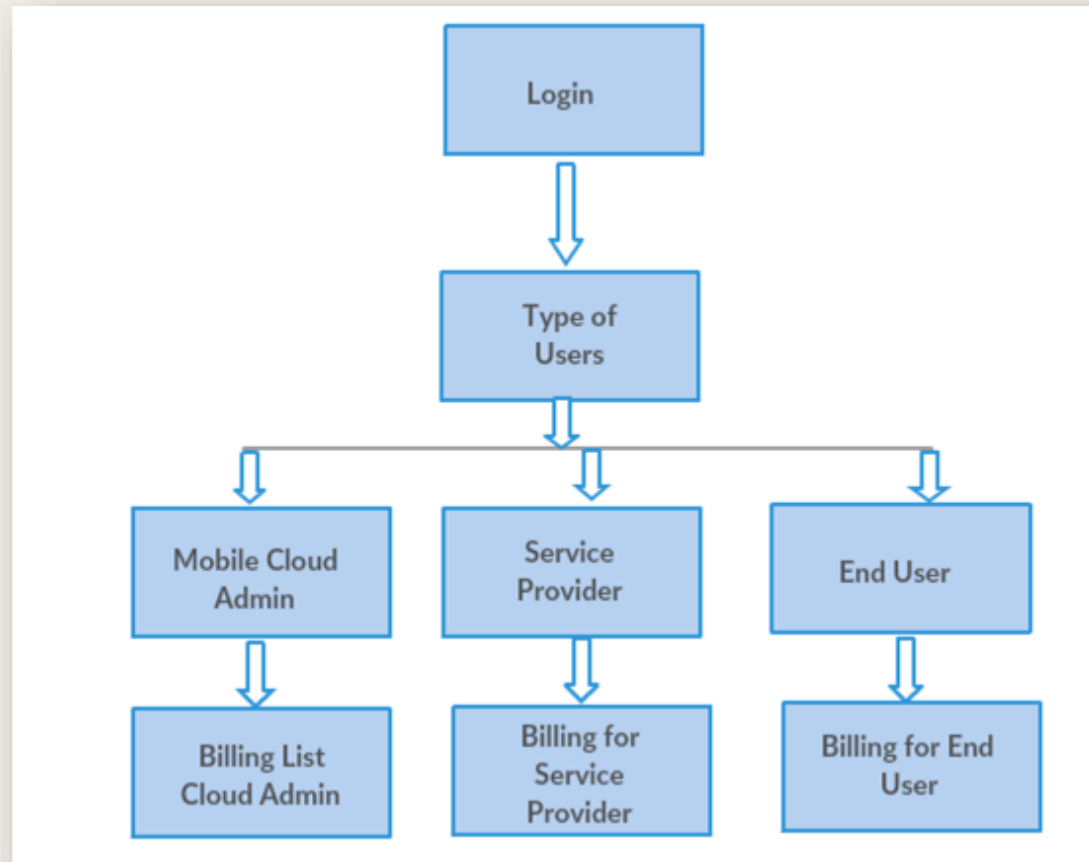 Login
Type of
Users
Mobile Cloud
Admin
Service
Provider
End User
Billing List
Cloud Admin
Billing for
Service
Provider
Billing for End
User